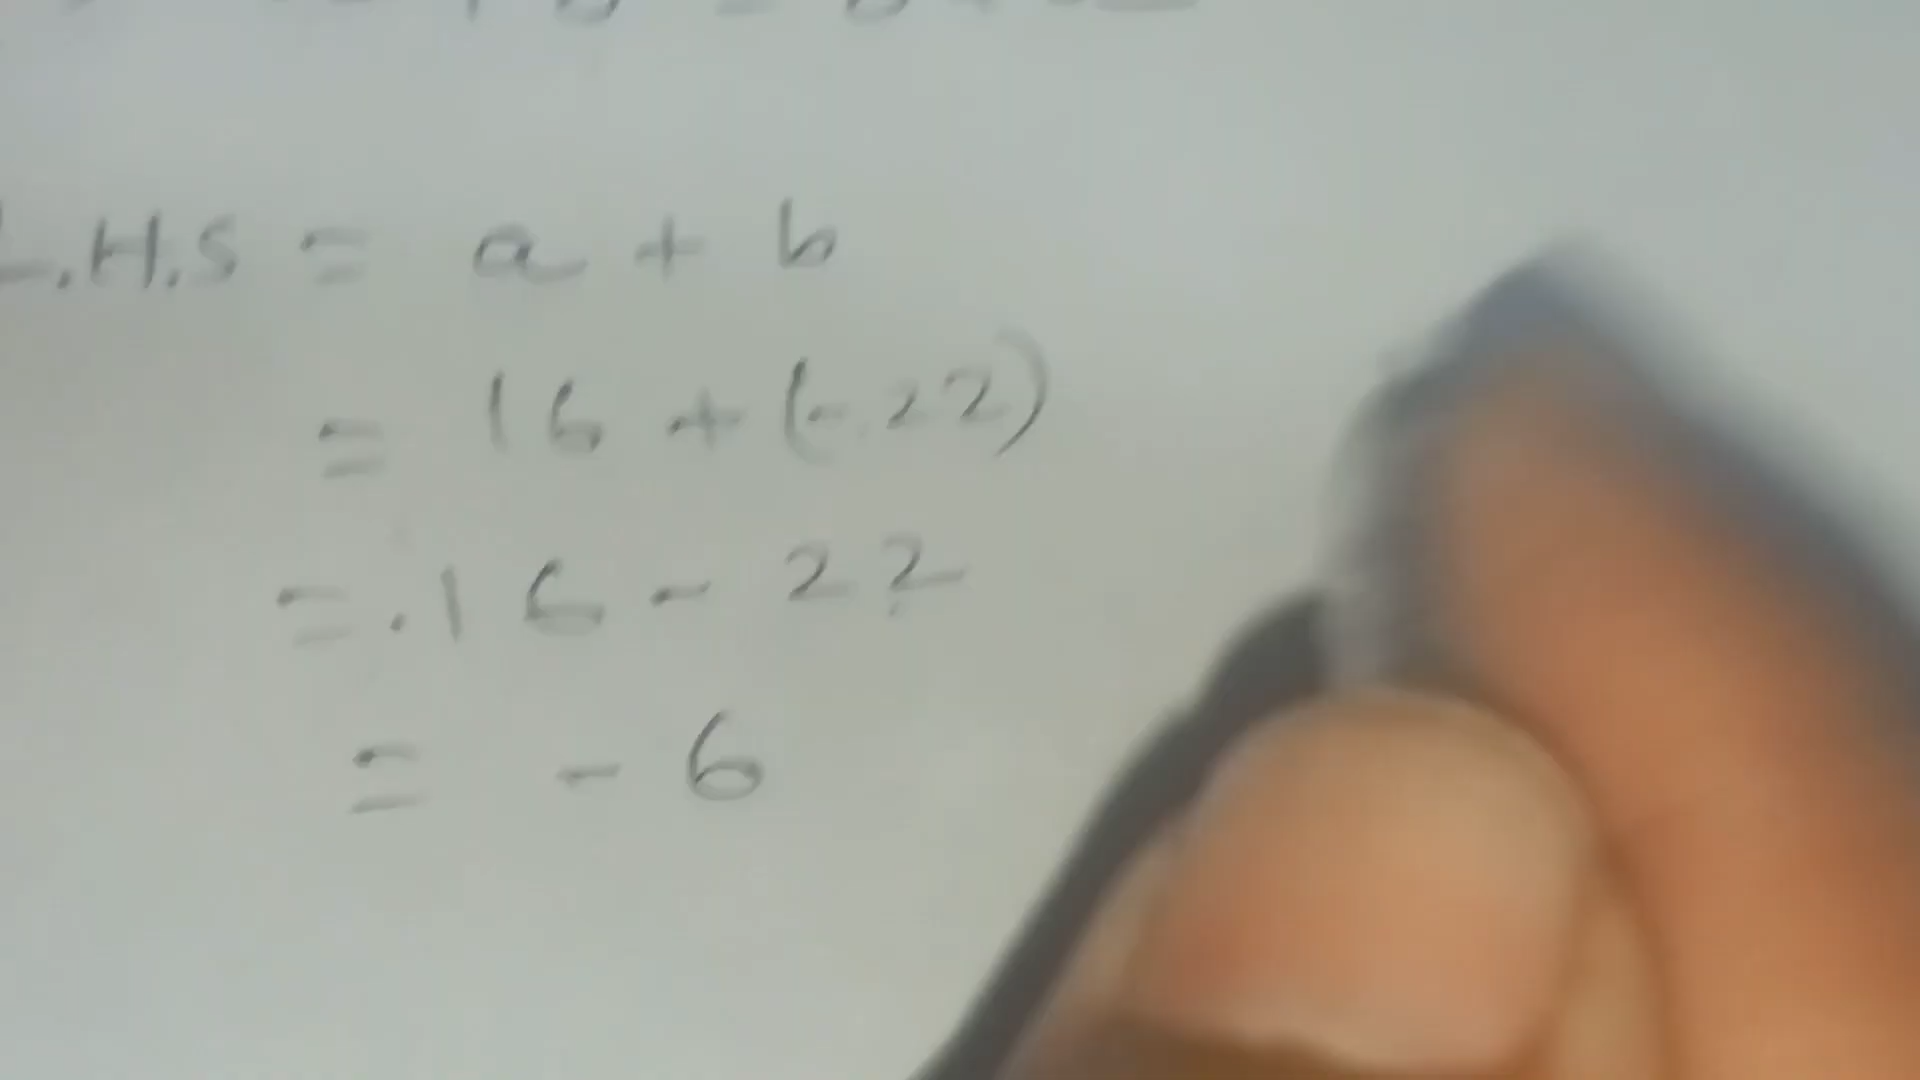 L.H.S = a + b
= 16 + (-22)
= 16 - 22
= - 6